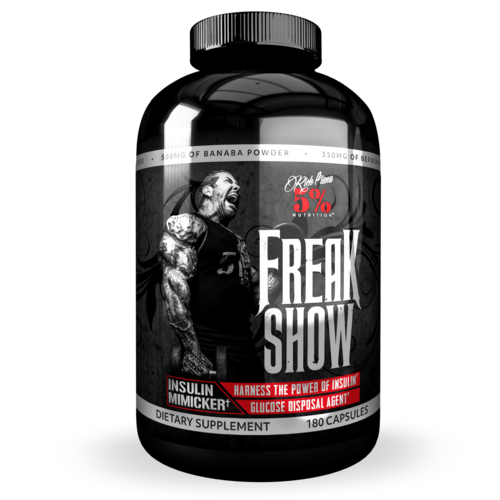 • 500MG OF BANABA POWDER •
350MG OF BER
Rich Piana
5%
NUTRITION®
FREAK
SHOW
INSULIN
MIMICKER†
HARNESS THE POWER OF INSULIN†
GLUCOSE DISPOSAL AGENT†
DIETARY SUPPLEMENT
180 CAPSULES